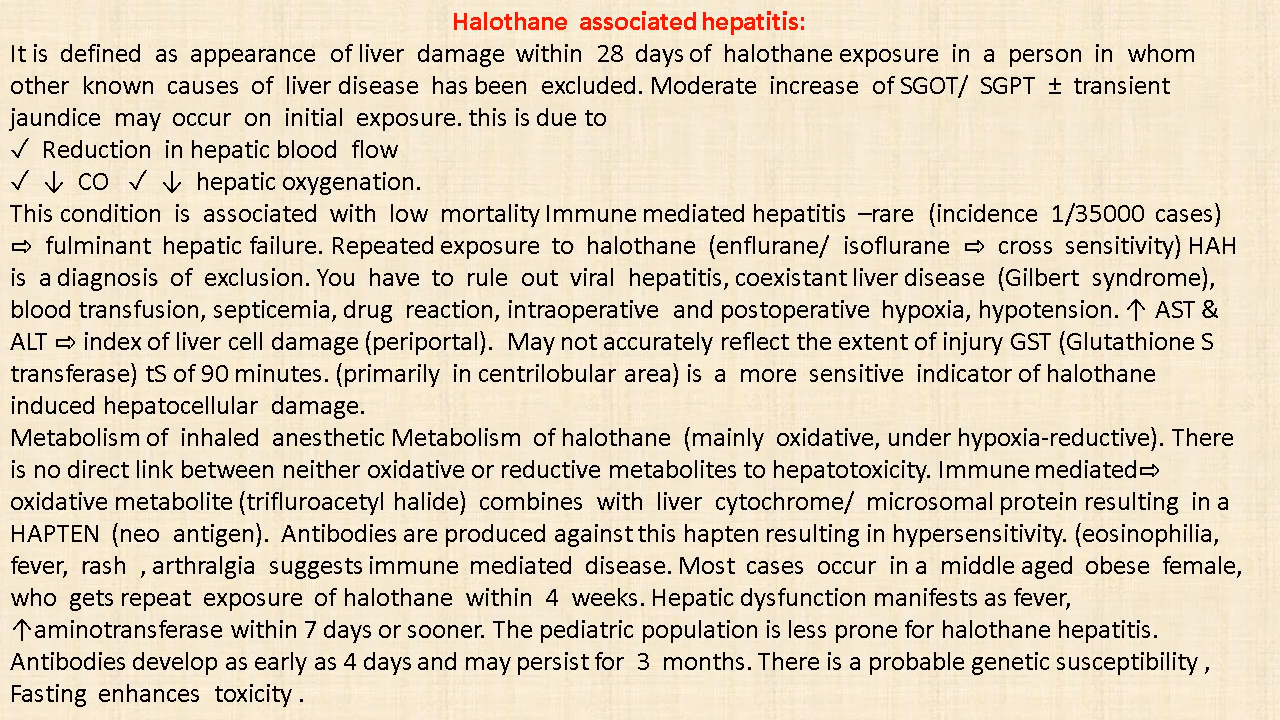 Halothane associated hepatitis:
It is defined as appearance of liver damage within 28 days of halothane exposure in a person in whom
other known causes of liver disease has been excluded. Moderate increase of SGOT/ SGPT ± transient
jaundice may occur on initial exposure. this is due to
✓ Reduction in hepatic blood flow
✓ ↓ CO ✓ ↓ hepatic oxygenation.
This condition is associated with low mortality Immune mediated hepatitis –rare (incidence 1/35000 cases)
⇨ fulminant hepatic failure. Repeated exposure to halothane (enflurane/ isoflurane ⇨ cross sensitivity) HAH
is a diagnosis of exclusion. You have to rule out viral hepatitis, coexistant liver disease (Gilbert syndrome),
blood transfusion, septicemia, drug reaction, intraoperative and postoperative hypoxia, hypotension. ↑ AST &
ALT ⇨ index of liver cell damage (periportal). May not accurately reflect the extent of injury GST (Glutathione S
transferase) tS of 90 minutes. (primarily in centrilobular area) is a more sensitive indicator of halothane
induced hepatocellular damage.
Metabolism of inhaled anesthetic Metabolism of halothane (mainly oxidative, under hypoxia-reductive). There
is no direct link between neither oxidative or reductive metabolites to hepatotoxicity. Immune mediated⇨
oxidative metabolite (trifluroacetyl halide) combines with liver cytochrome/ microsomal protein resulting in a
HAPTEN (neo antigen). Antibodies are produced against this hapten resulting in hypersensitivity. (eosinophilia,
fever, rash , arthralgia suggests immune mediated disease. Most cases occur in a middle aged obese female,
who gets repeat exposure of halothane within 4 weeks. Hepatic dysfunction manifests as fever,
↑aminotransferase within 7 days or sooner. The pediatric population is less prone for halothane hepatitis.
Antibodies develop as early as 4 days and may persist for 3 months. There is a probable genetic susceptibility ,
Fasting enhances toxicity .